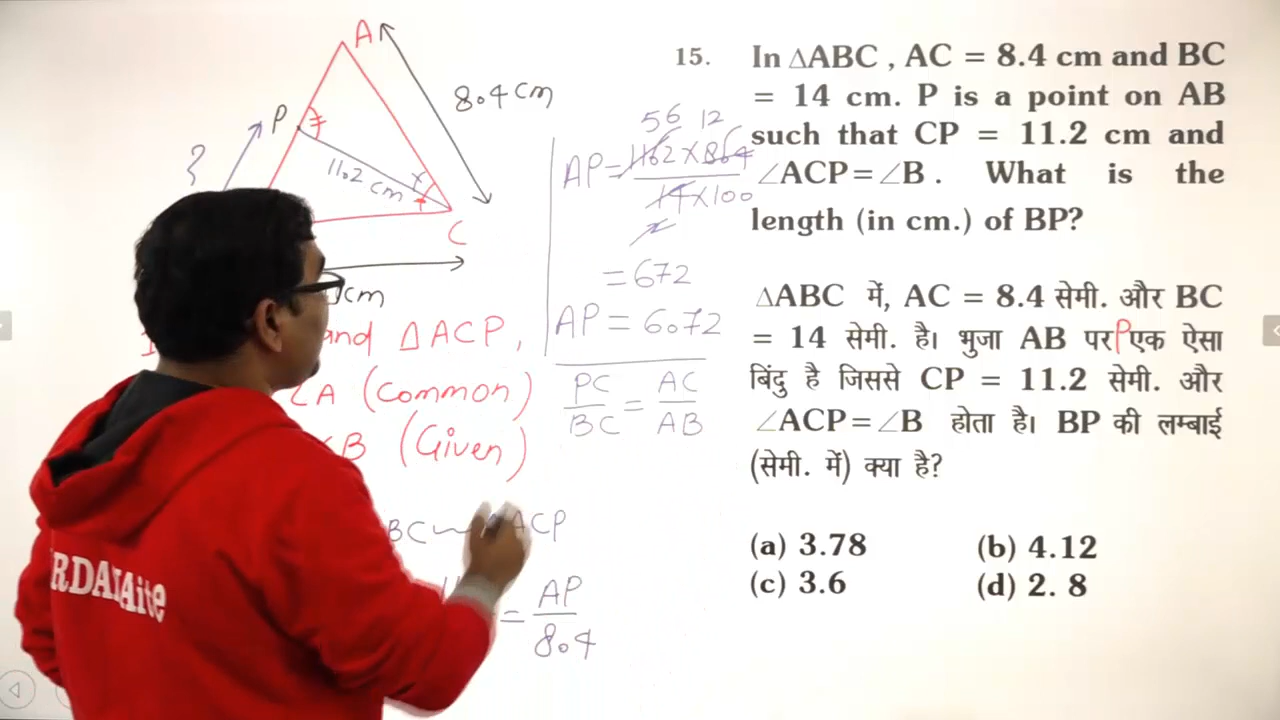 A
P
8.4 cm
11.2 cm
C
cm
and ΔACP,
∠A (Common)
∠B (Given)
BC ~ ACP
= AP/8.4
56 12
AP = 11.2 × 8.4
14 × 100
2
= 672
AP = 6.72
PC/BC = AC/AB
15. In ΔABC , AC = 8.4 cm and BC
= 14 cm. P is a point on AB
such that CP = 11.2 cm and
∠ACP = ∠B . What is the
length (in cm.) of BP?
ΔABC में, AC = 8.4 सेमी. और BC
= 14 सेमी. है। भुजा AB पर P एक ऐसा
बिंदु है जिससे CP = 11.2 सेमी. और
∠ACP = ∠B होता है। BP की लम्बाई
(सेमी. में) क्या है?
(a) 3.78 (b) 4.12
(c) 3.6 (d) 2. 8